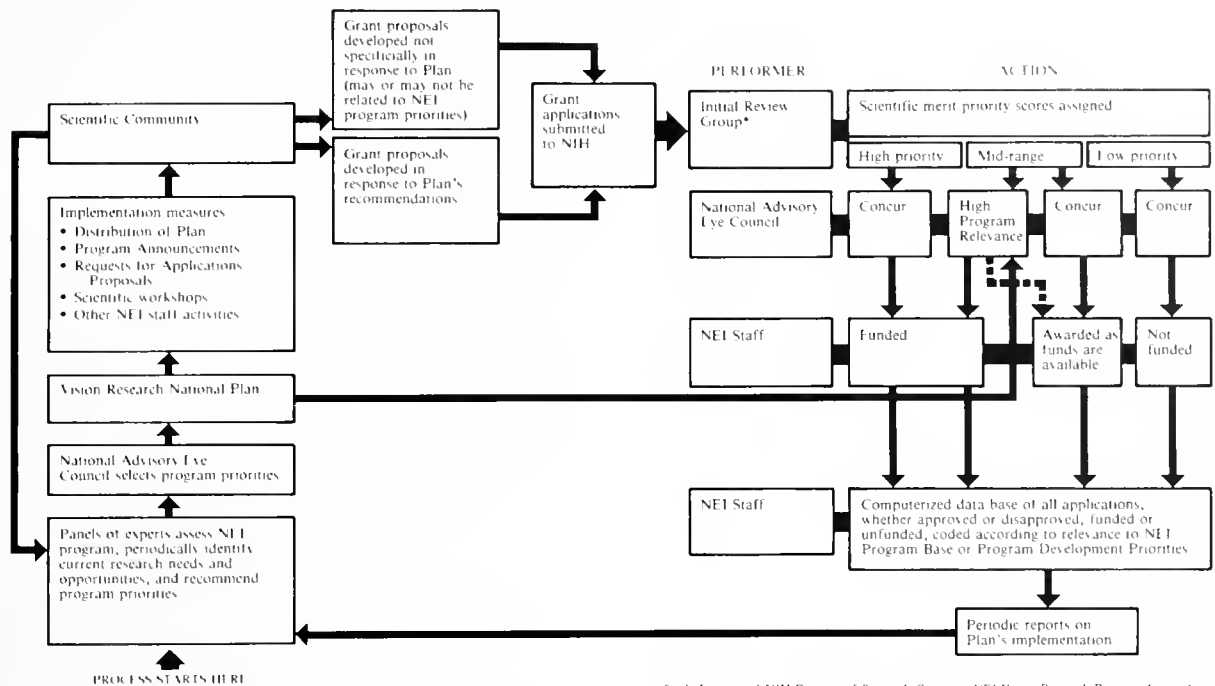 Grant proposals
developed not
specificially in
response to Plan
(may or may not be
related to NEI
program priorities)
Grant proposals
developed in
response to Plan's
recommendations
Grant
applications
submitted
to NIH
Scientific Community
Implementation measures
• Distribution of Plan
• Program Announcements
• Requests for Applications
Proposals
• Scientific workshops
• Other NEI staff activities
Vision Research National Plan
National Advisory Eye
Council selects program priorities
Panels of experts assess NEI
program, periodically identify
current research needs and
opportunities, and recommend
program priorities
PROCESS STARTS HERE
PERFORMER
ACTION
Initial Review
Group*
Scientific merit priority scores assigned
High priority
Mid-range
Low priority
National Advisory
Eye Council
Concur
High
Program
Relevance
Concur
Concur
NEI Staff
Funded
Awarded as
funds are
available
Not
funded
NEI Staff
Computerized data base of all applications,
whether approved or disapproved, funded or
unfunded, coded according to relevance to NEI
Program Base or Program Development Priorities
Periodic reports on
Plan's implementation